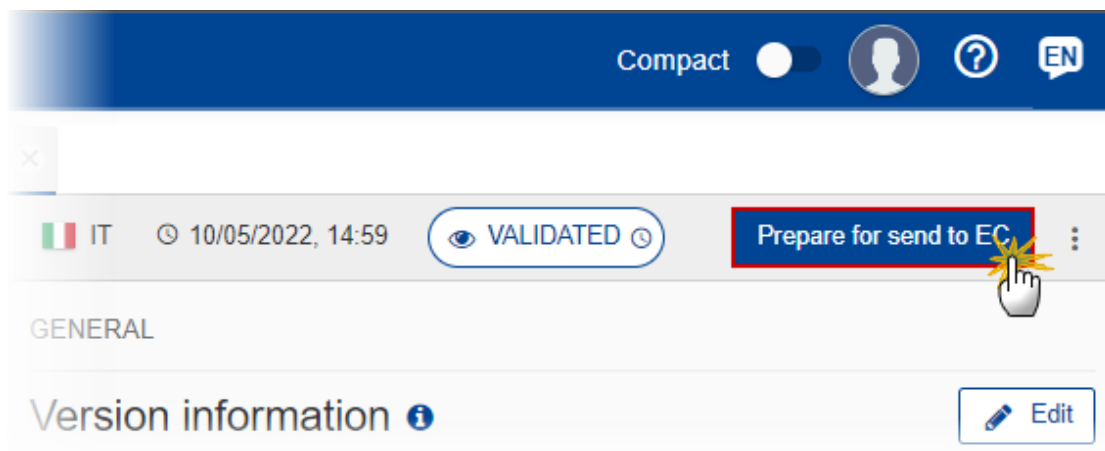 Compact EN
IT 10/05/2022, 14:59 VALIDATED Prepare for send to EC
GENERAL
Version information
Edit